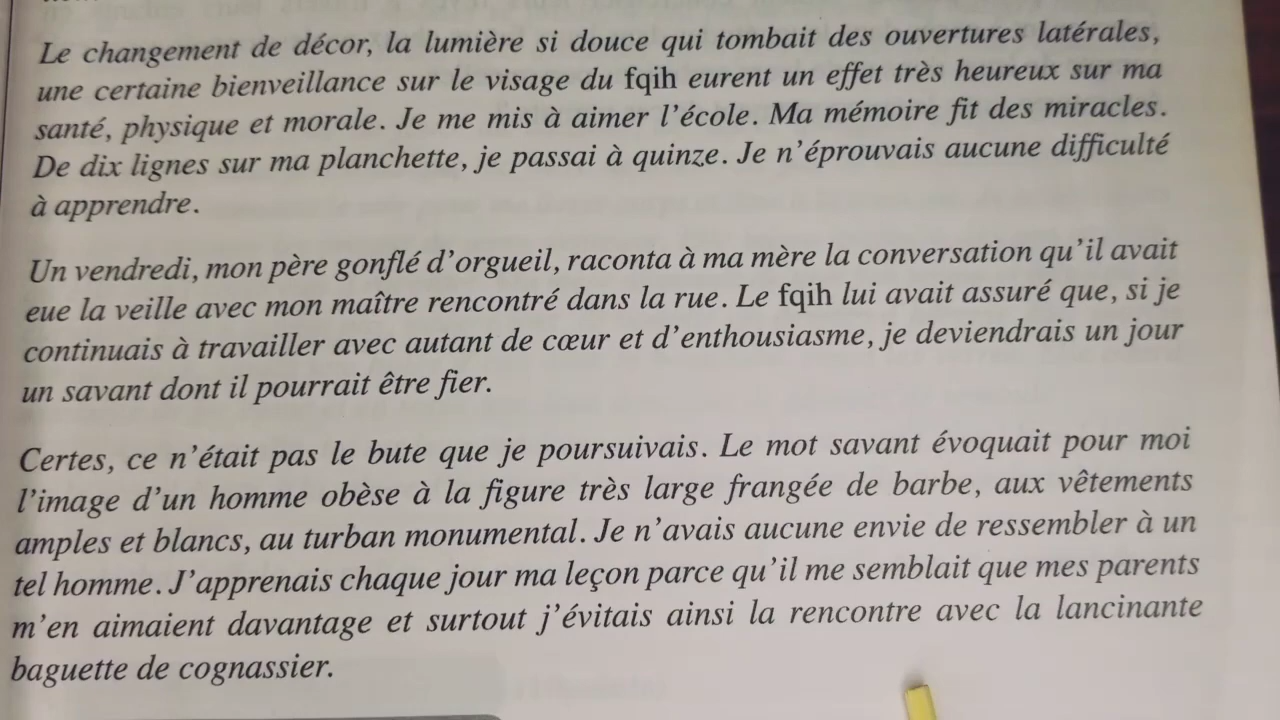 Le changement de décor, la lumière si douce qui tombait des ouvertures latérales,
une certaine bienveillance sur le visage du fqih eurent un effet très heureux sur ma
santé, physique et morale. Je me mis à aimer l'école. Ma mémoire fit des miracles.
De dix lignes sur ma planchette, je passai à quinze. Je n'éprouvais aucune difficulté
à apprendre.
Un vendredi, mon père gonflé d'orgueil, raconta à ma mère la conversation qu'il avait
eue la veille avec mon maître rencontré dans la rue. Le fqih lui avait assuré que, si je
continuais à travailler avec autant de cœur et d'enthousiasme, je deviendrais un jour
un savant dont il pourrait être fier.
Certes, ce n'était pas le bute que je poursuivais. Le mot savant évoquait pour moi
l'image d'un homme obèse à la figure très large frangée de barbe, aux vêtements
amples et blancs, au turban monumental. Je n'avais aucune envie de ressembler à un
tel homme. J'apprenais chaque jour ma leçon parce qu'il me semblait que mes parents
m'en aimaient davantage et surtout j'évitais ainsi la rencontre avec la lancinante
baguette de cognassier.